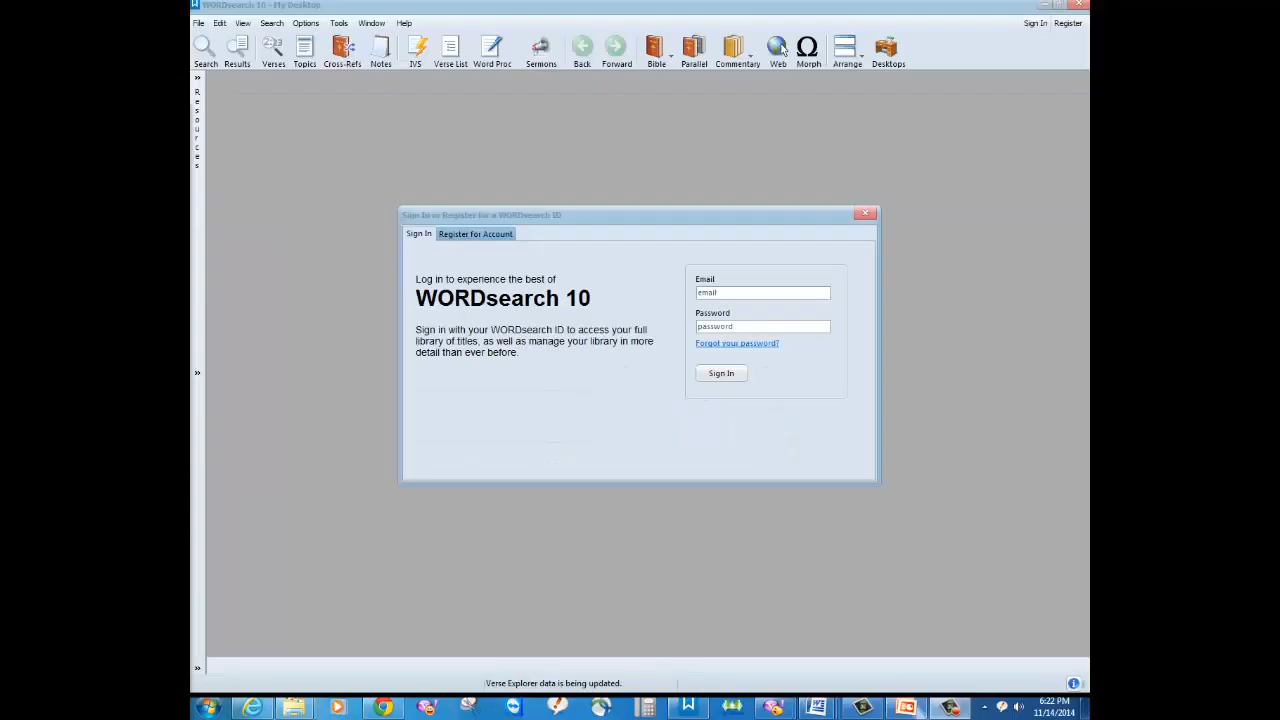 WORDsearch 10 - My Desktop
File Edit View Search Options Tools Window Help Sign In Register
Search Results Verses Topics Cross-Refs Notes IVS Verse List Word Proc Sermons Back Forward Bible Parallel Commentary Web Morph Arrange Desktops
Resources
Sign In or Register for a WORDsearch ID
Sign In Register for Account
Log in to experience the best of
WORDsearch 10
Sign in with your WORDsearch ID to access your full
library of titles, as well as manage your library in more
detail than ever before.
Email
email
Password
password
Forgot your password?
Sign In
Verse Explorer data is being updated.
6:22 PM
11/14/2014